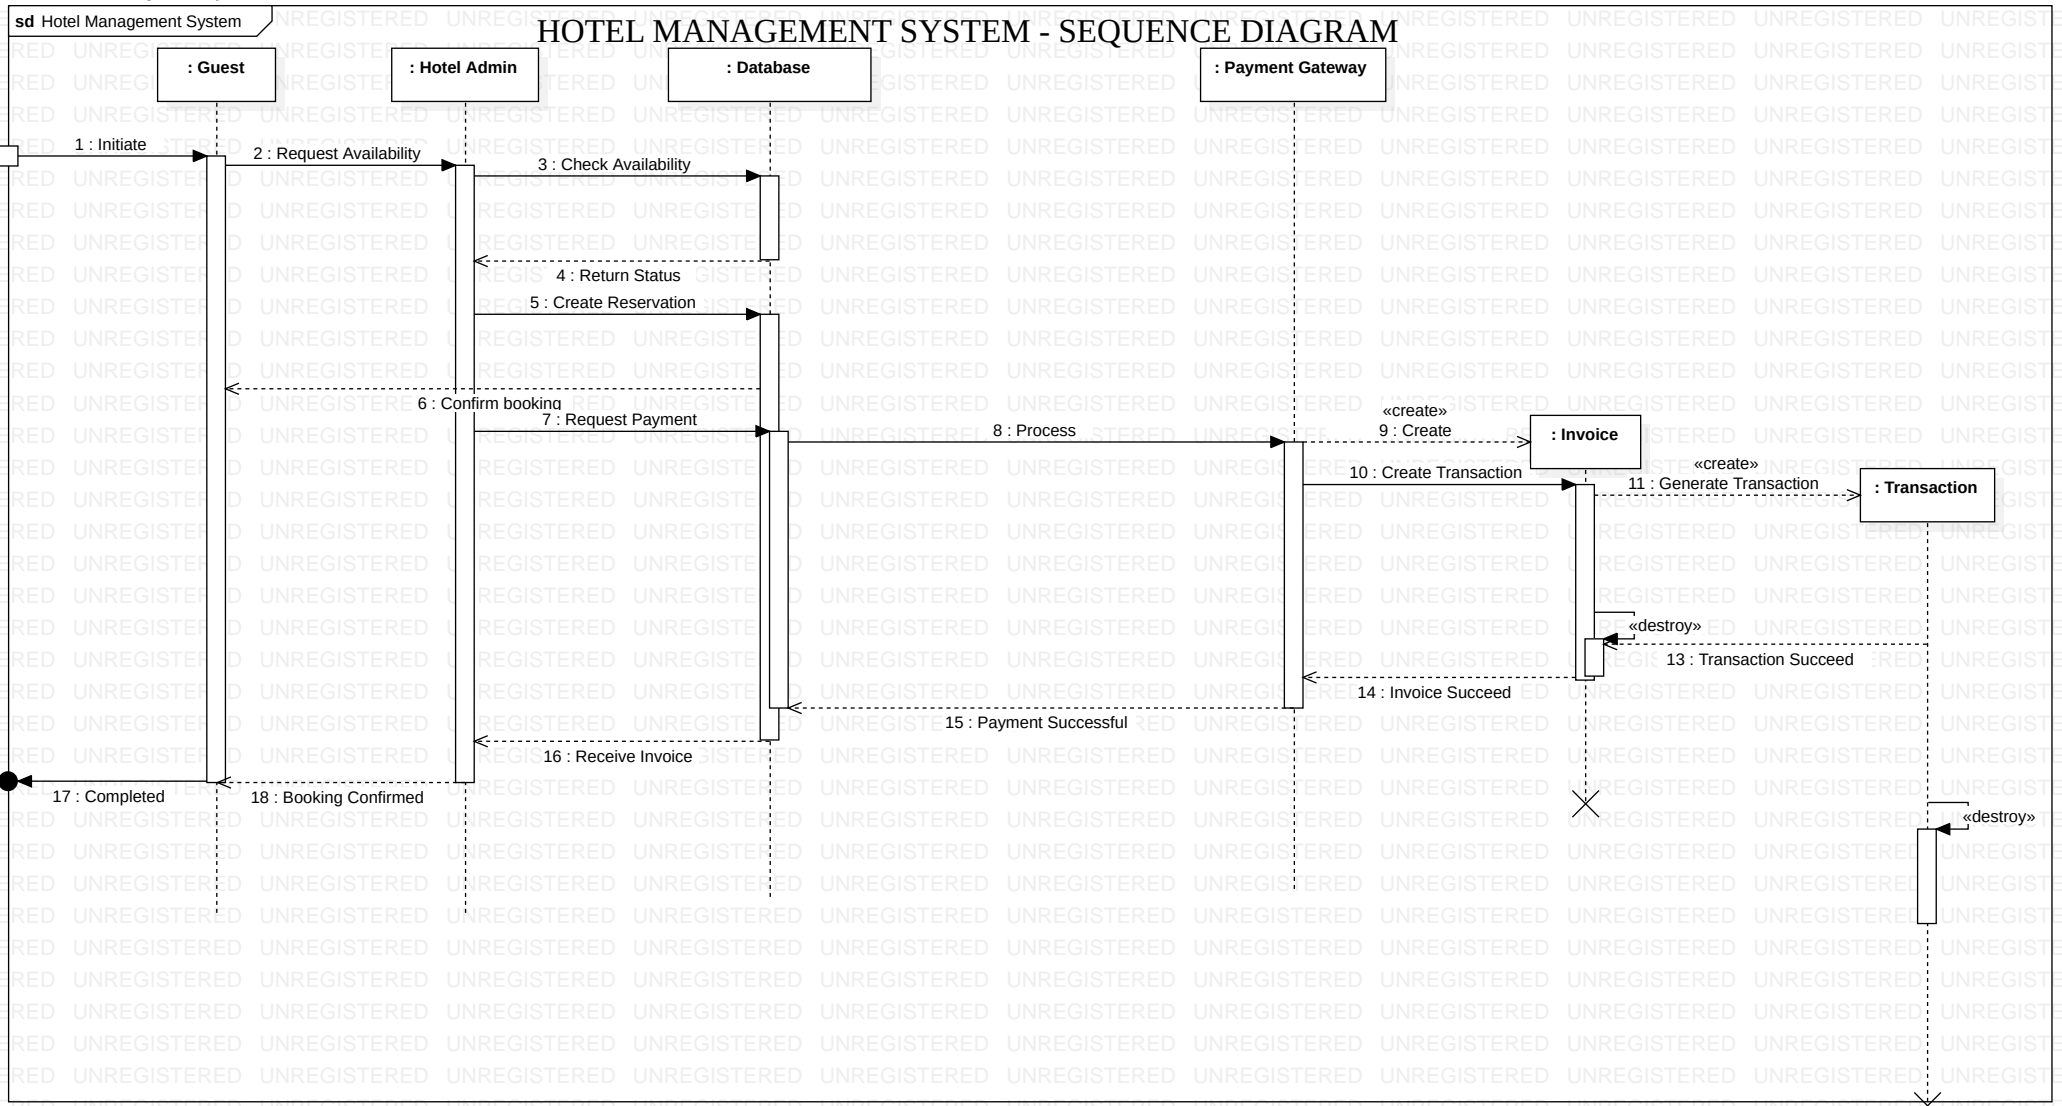 sd Hotel Management System
HOTEL MANAGEMENT SYSTEM - SEQUENCE DIAGRAM
: Guest
: Hotel Admin
: Database
: Payment Gateway
1 : Initiate
2 : Request Availability
3 : Check Availability
4 : Return Status
5 : Create Reservation
6 : Confirm booking
7 : Request Payment
8 : Process
«create»
9 : Create
: Invoice
10 : Create Transaction
«create»
11 : Generate Transaction
: Transaction
«destroy»
13 : Transaction Succeed
14 : Invoice Succeed
15 : Payment Successful
16 : Receive Invoice
17 : Completed
18 : Booking Confirmed
«destroy»
UNREGISTERED